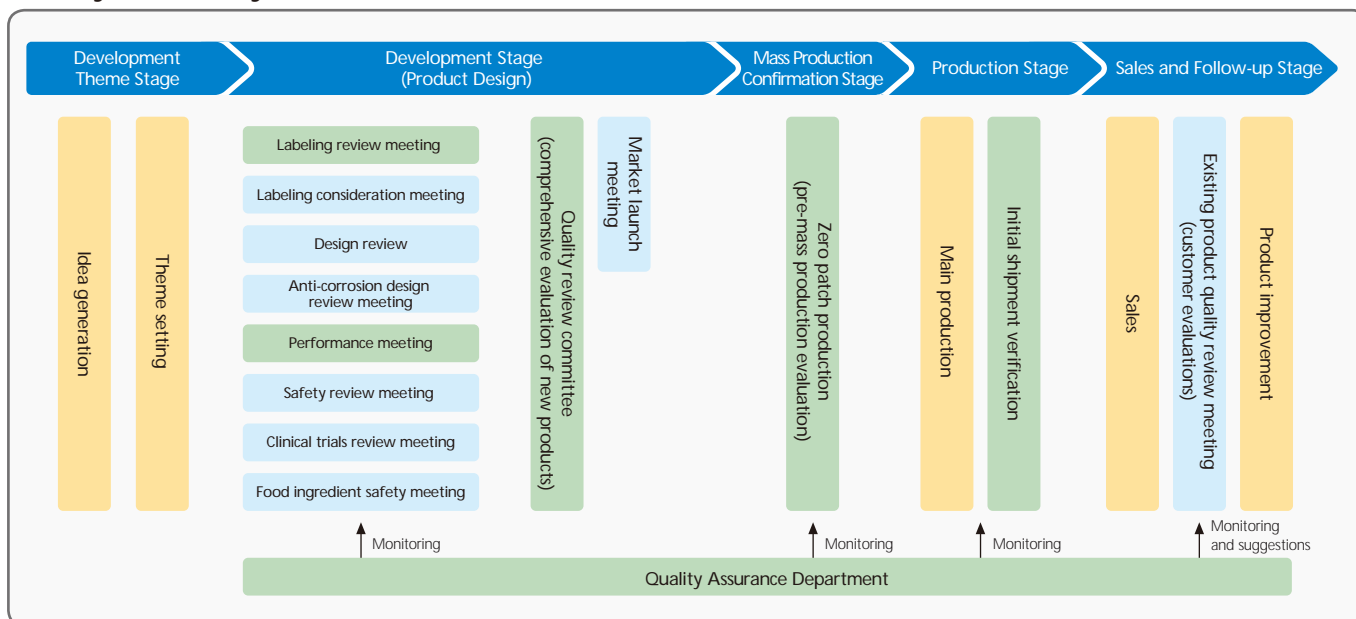 Development
Theme Stage
Development Stage
(Product Design)
Mass Production
Confirmation Stage
Production Stage
Sales and Follow-up Stage
Idea generation
Theme setting
Labeling review meeting
Labeling consideration meeting
Design review
Anti-corrosion design
review meeting
Performance meeting
Safety review meeting
Clinical trials review meeting
Food ingredient safety meeting
Quality review committee
(comprehensive evaluation of new products)
Market launch
meeting
Zero patch production
(pre-mass production evaluation)
Main production
Initial shipment verification
Sales
Existing product quality review meeting
(customer evaluations)
Product improvement
Monitoring
Monitoring
Monitoring
Monitoring
and suggestions
Quality Assurance Department